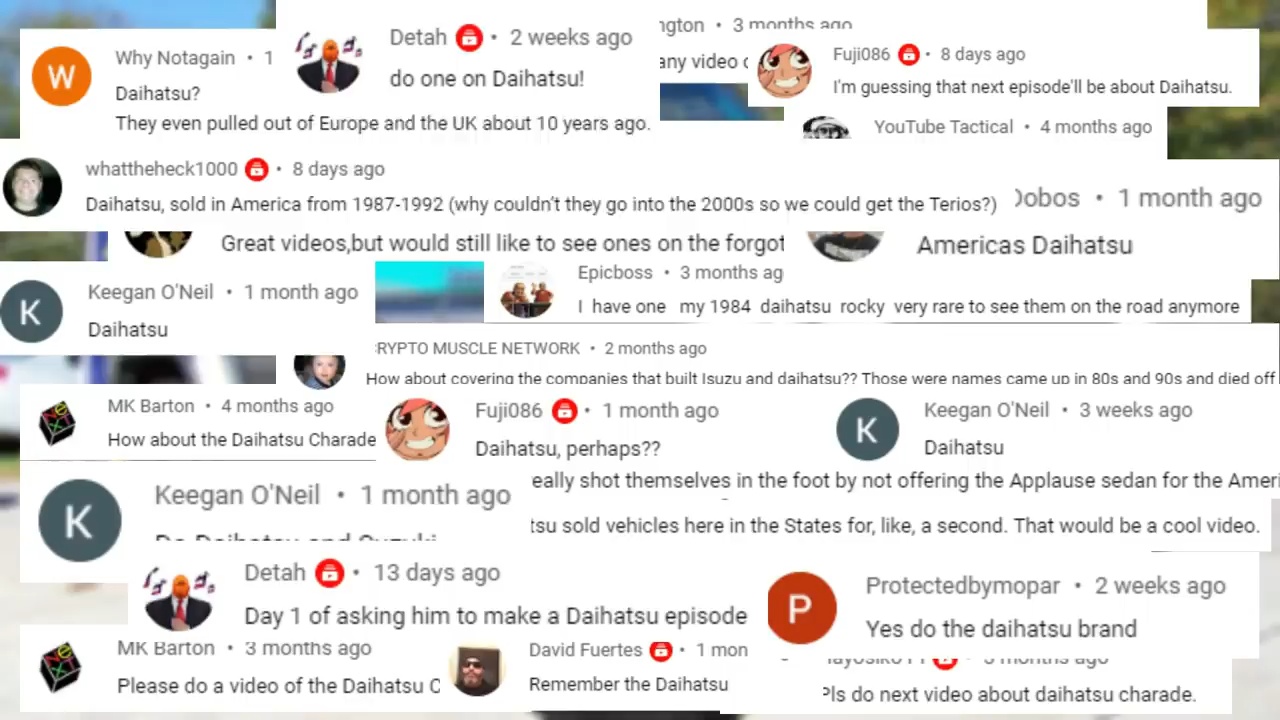 Why Notagain • 1
Daihatsu?
They even pulled out of Europe and the UK about 10 years ago.
Detah • 2 weeks ago
do one on Daihatsu!
ngton • 3 months ago
any video
Fuji086 • 8 days ago
I'm guessing that next episode'll be about Daihatsu.
YouTube Tactical • 4 months ago
whattheheck1000 • 8 days ago
Daihatsu, sold in America from 1987-1992 (why couldn't they go into the 2000s so we could get the Terios?)
Dobos • 1 month ago
Americas Daihatsu
Great videos,but would still like to see ones on the forgot
Keegan O'Neil • 1 month ago
Daihatsu
Epicboss • 3 months ag
I have one my 1984 daihatsu rocky very rare to see them on the road anymore
CRYPTO MUSCLE NETWORK • 2 months ago
How about covering the companies that built Isuzu and daihatsu?? Those were names came up in 80s and 90s and died off
MK Barton • 4 months ago
How about the Daihatsu Charade
Fuji086 • 1 month ago
Daihatsu, perhaps??
Keegan O'Neil • 3 weeks ago
Daihatsu
eally shot themselves in the foot by not offering the Applause sedan for the Ameri
Keegan O'Neil • 1 month ago
Do Daihatsu and Suzuki
tsu sold vehicles here in the States for, like, a second. That would be a cool video.
Detah • 13 days ago
Day 1 of asking him to make a Daihatsu episode
Protectedbymopar • 2 weeks ago
Yes do the daihatsu brand
MK Barton • 3 months ago
Please do a video of the Daihatsu C
David Fuertes • 1 mon
Remember the Daihatsu
months ago
Pls do next video about daihatsu charade.